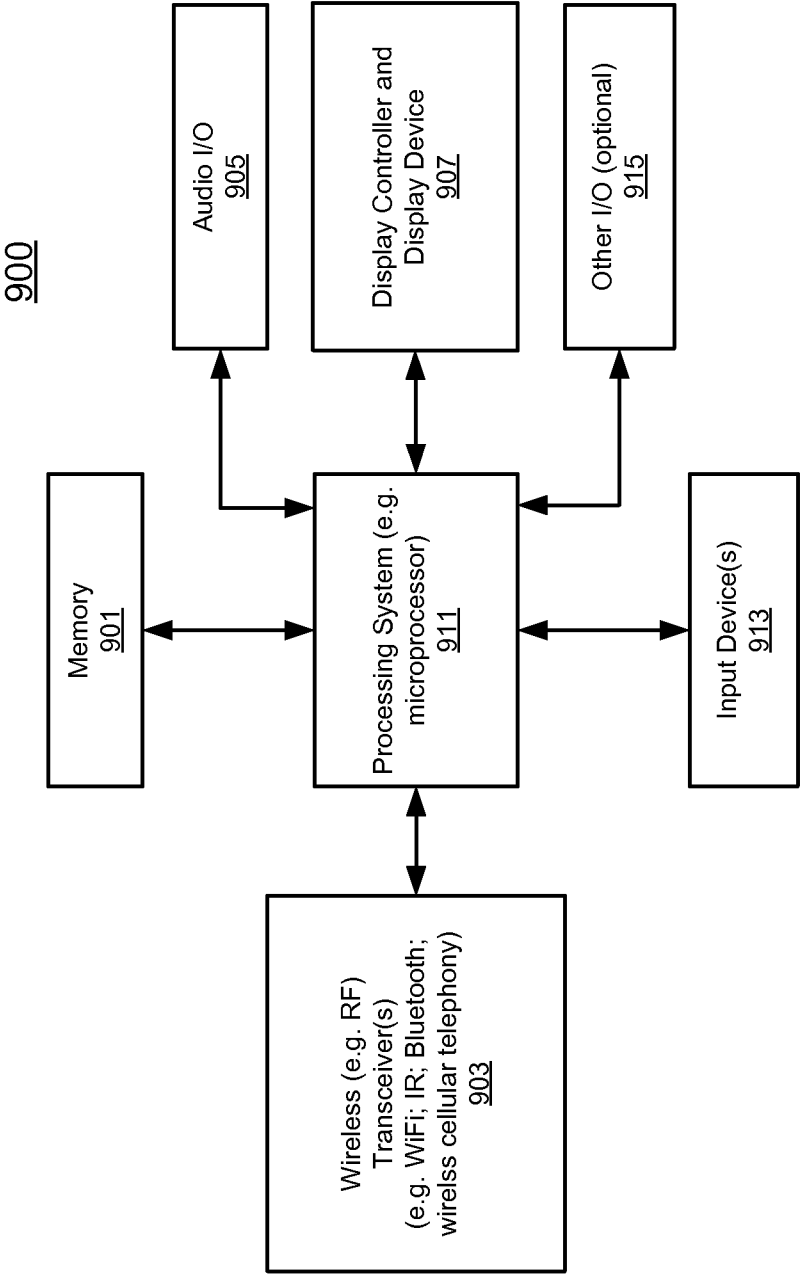 900
Memory
901
Audio I/O
905
Wireless (e.g. RF)
Transceiver(s)
(e.g. WiFi; IR; Bluetooth;
wirelss cellular telephony)
903
Processing System (e.g.
microprocessor)
911
Display Controller and
Display Device
907
Input Device(s)
913
Other I/O (optional)
915